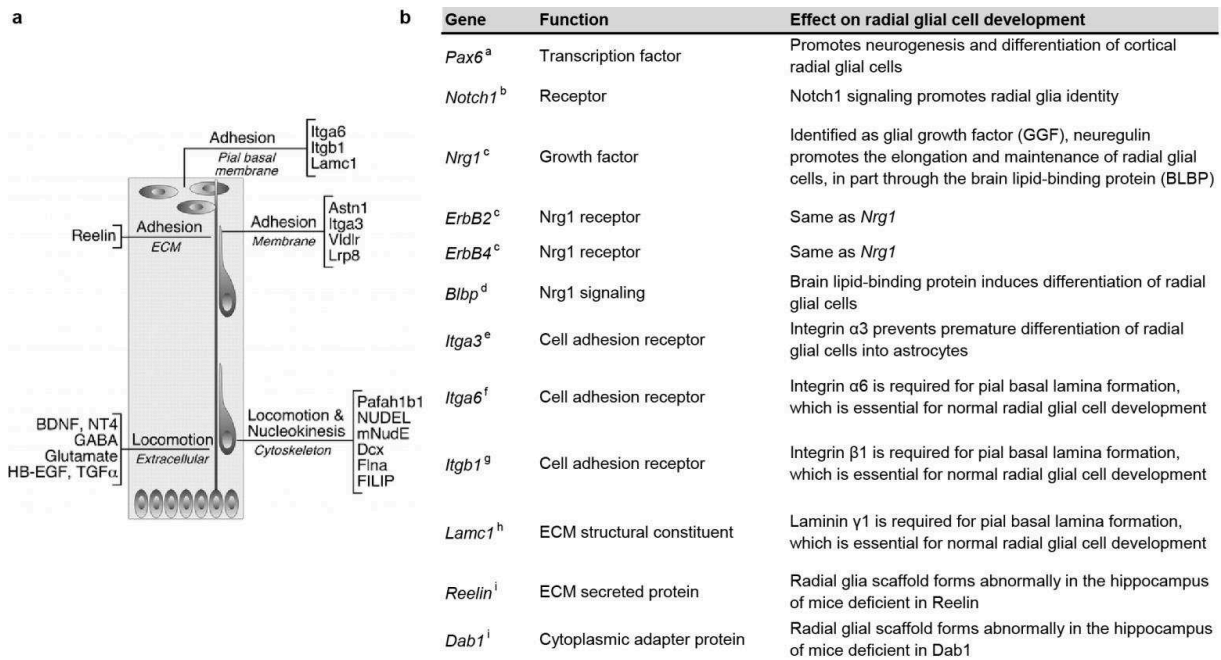 a
Adhesion
Pial basal
membrane
Itga6
Itgb1
Lamc1
Reelin
Adhesion
ECM
Adhesion
Membrane
Astn1
Itga3
Vldlr
Lrp8
BDNF, NT4
GABA
Glutamate
HB-EGF, TGFα
Locomotion
Extracellular
Locomotion &
Nucleokinesis
Cytoskeleton
Pafah1b1
NUDEL
mNudE
Dcx
Flna
FILIP
b
Gene Function Effect on radial glial cell development
Pax6a Transcription factor Promotes neurogenesis and differentiation of cortical
radial glial cells
Notch1b Receptor Notch1 signaling promotes radial glia identity
Nrg1c Growth factor Identified as glial growth factor (GGF), neuregulin
promotes the elongation and maintenance of radial glial
cells, in part through the brain lipid-binding protein (BLBP)
ErbB2c Nrg1 receptor Same as Nrg1
ErbB4c Nrg1 receptor Same as Nrg1
Blbpd Nrg1 signaling Brain lipid-binding protein induces differentiation of radial
glial cells
Itga3e Cell adhesion receptor Integrin α3 prevents premature differentiation of radial
glial cells into astrocytes
Itga6f Cell adhesion receptor Integrin α6 is required for pial basal lamina formation,
which is essential for normal radial glial cell development
Itgb1g Cell adhesion receptor Integrin β1 is required for pial basal lamina formation,
which is essential for normal radial glial cell development
Lamc1h ECM structural constituent Laminin γ1 is required for pial basal lamina formation,
which is essential for normal radial glial cell development
Reelini ECM secreted protein Radial glia scaffold forms abnormally in the hippocampus
of mice deficient in Reelin
Dab1i Cytoplasmic adapter protein Radial glial scaffold forms abnormally in the hippocampus
of mice deficient in Dab1